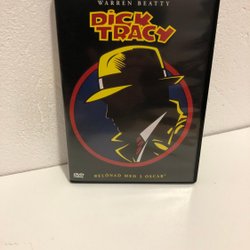 WARREN BEATTY
DICK
TRACY
BELÖNAD MED 3 OSCAR
DVD